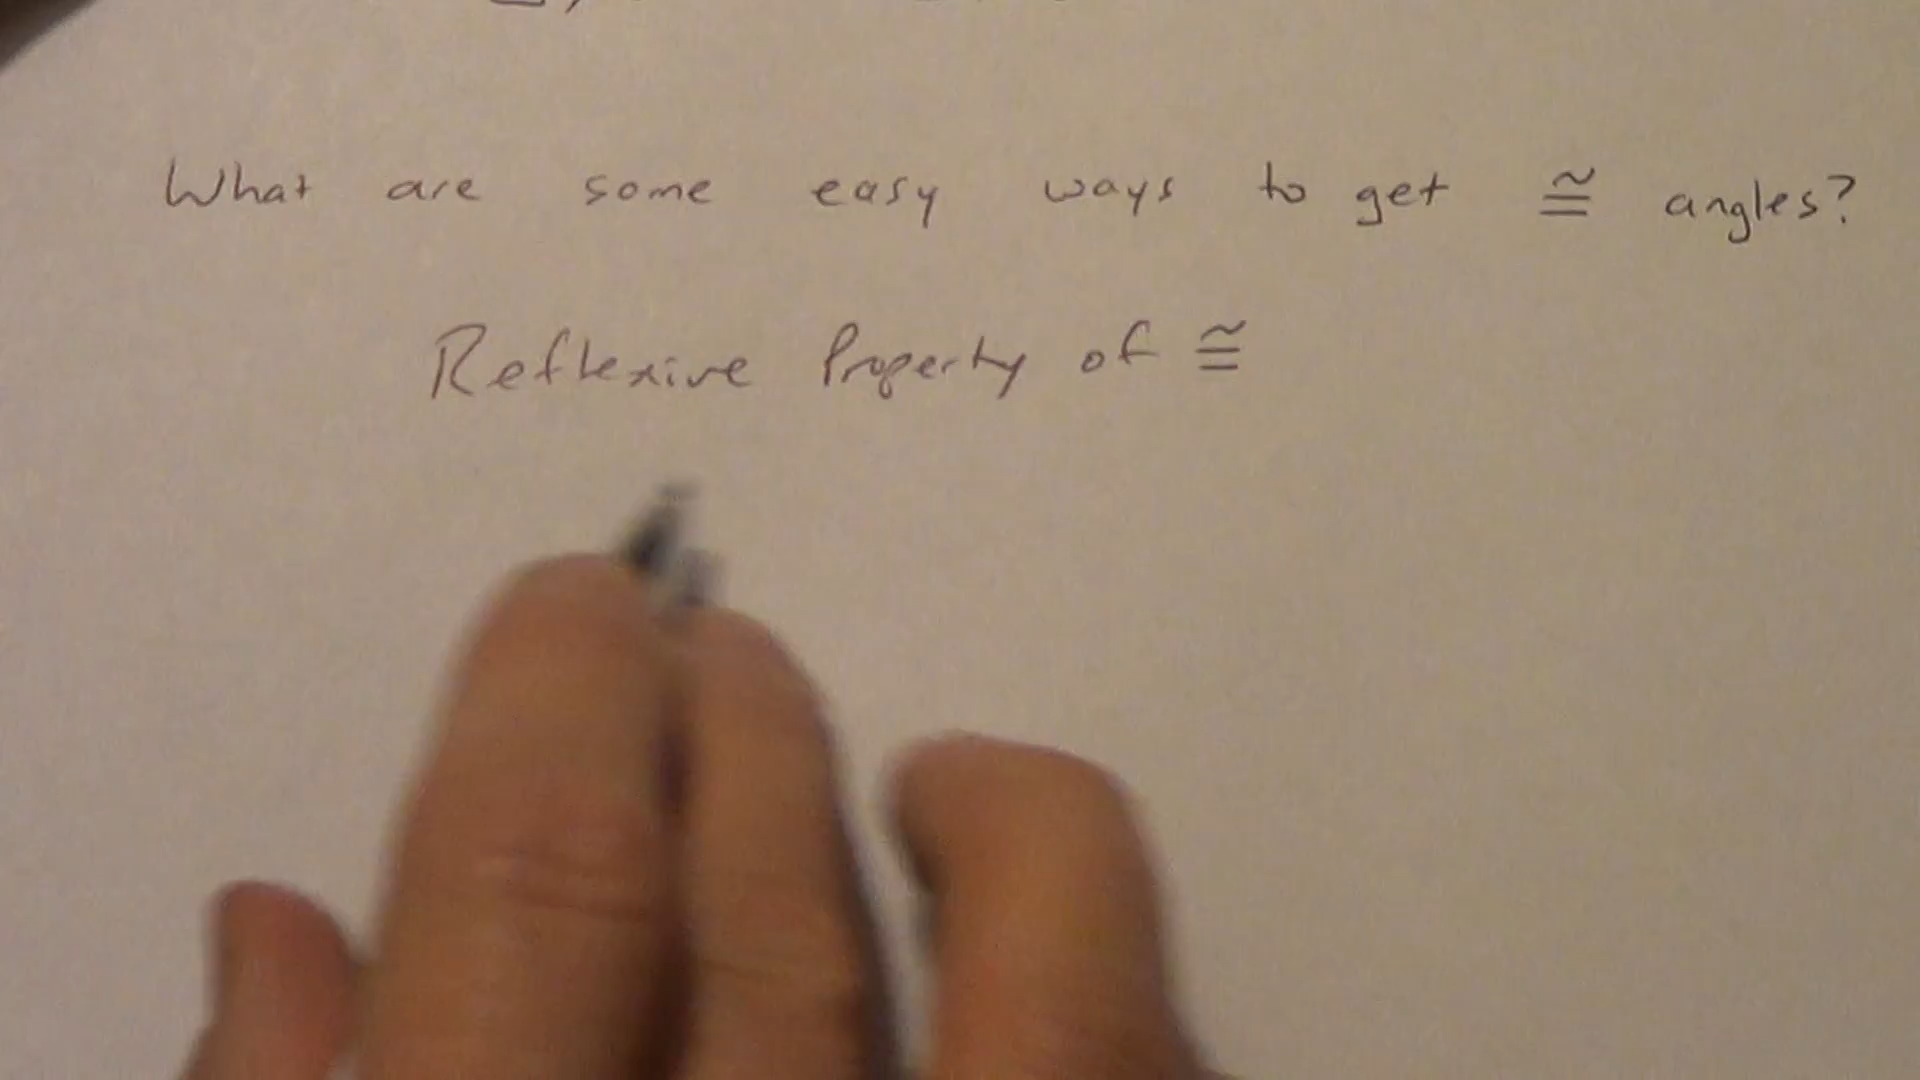 What are some easy ways to get ≅ angles?
Reflexive Property of ≅